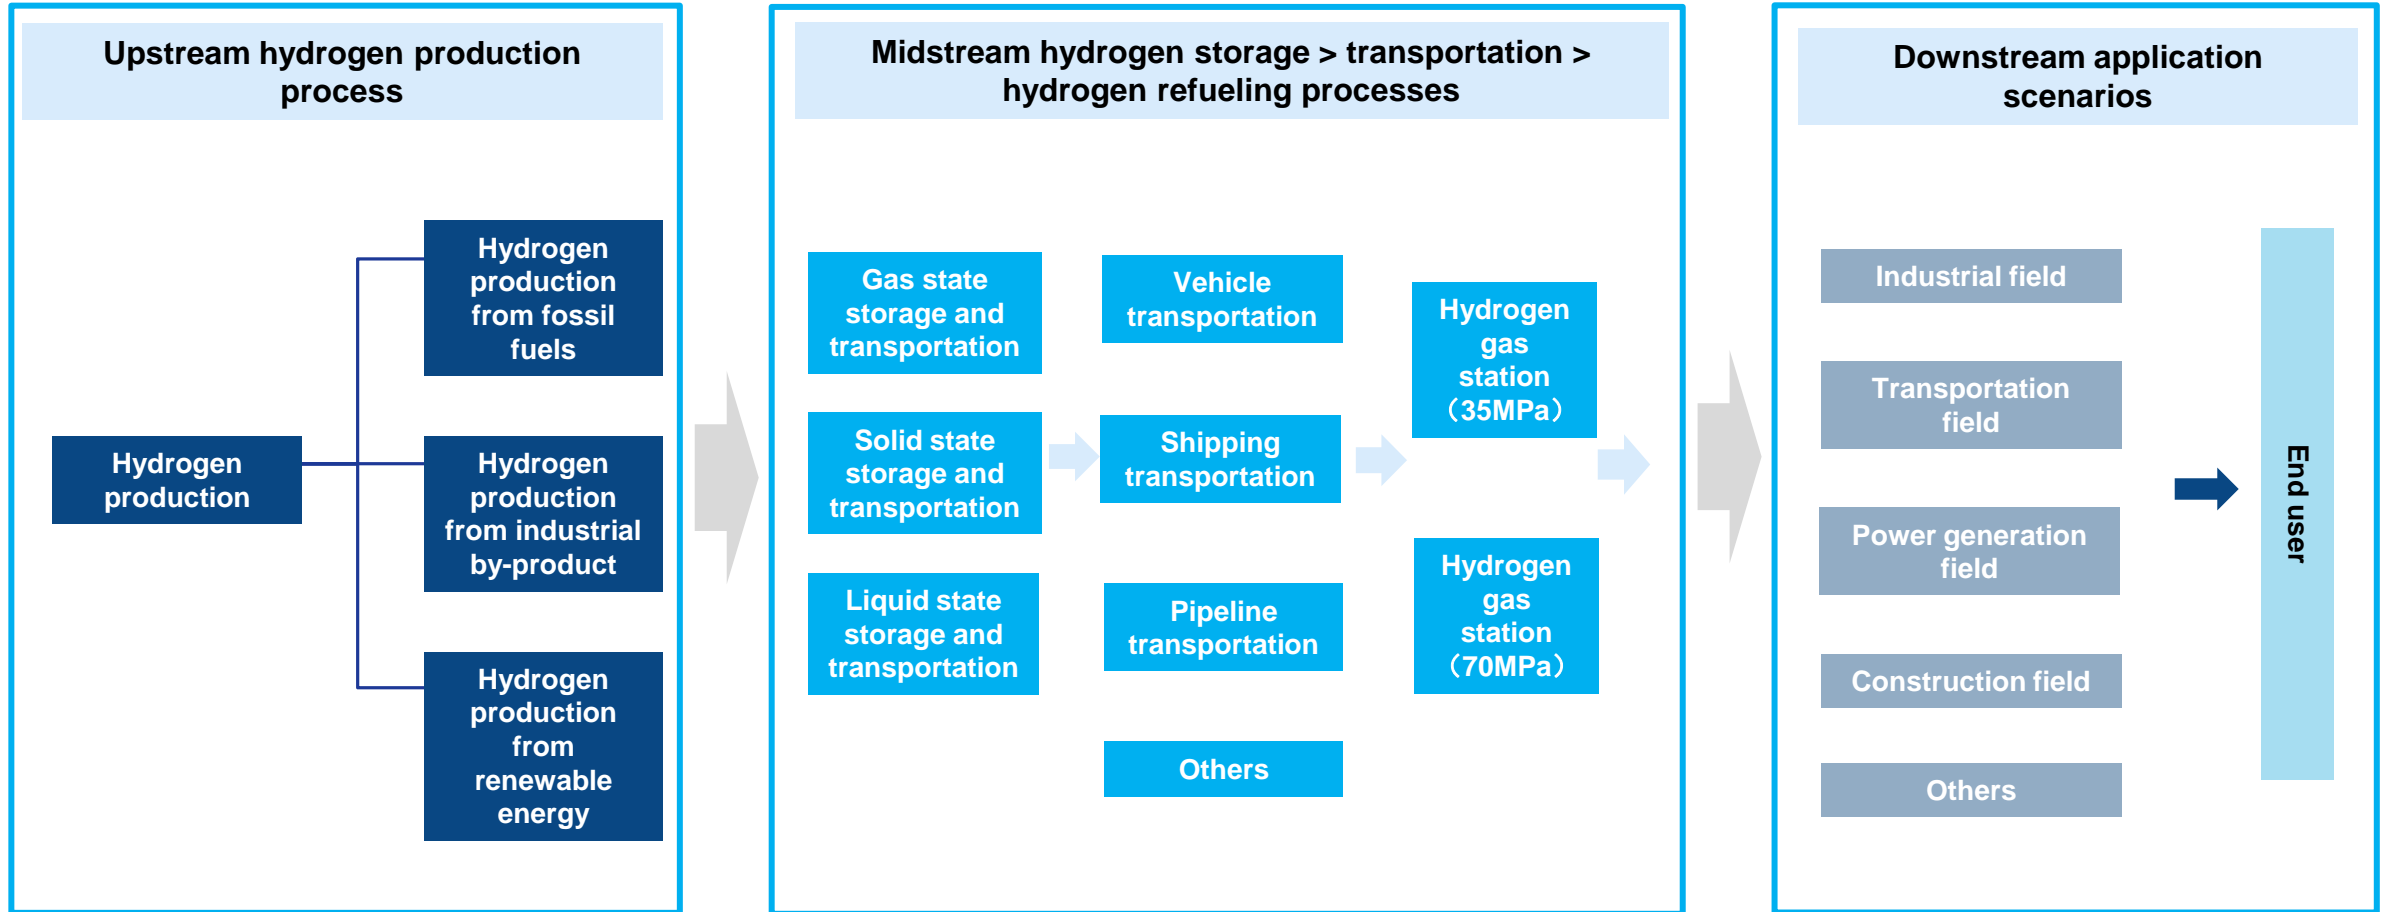 Upstream hydrogen production
process
Hydrogen
production
Hydrogen
production
from fossil
fuels
Hydrogen
production
from industrial
by-product
Hydrogen
production
from
renewable
energy
Midstream hydrogen storage > transportation >
hydrogen refueling processes
Gas state
storage and
transportation
Solid state
storage and
transportation
Liquid state
storage and
transportation
Vehicle
transportation
Shipping
transportation
Pipeline
transportation
Others
Hydrogen
gas
station
（35MPa）
Hydrogen
gas
station
（70MPa）
Downstream application
scenarios
Industrial field
Transportation
field
Power generation
field
Construction field
Others
End user